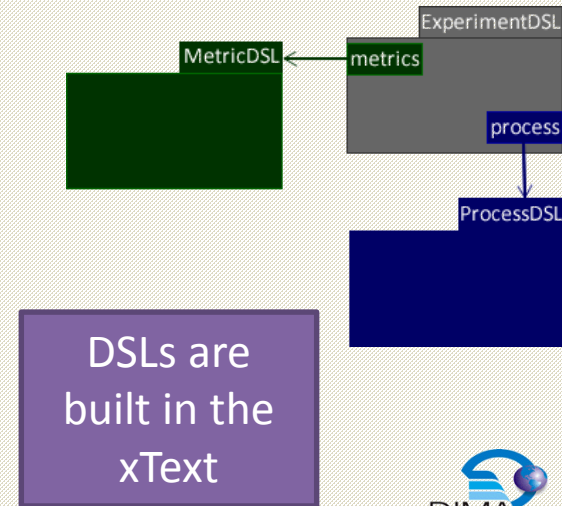 ExperimentDSL
MetricDSL
metrics
process
ProcessDSL
DSLs are
built in the
xText